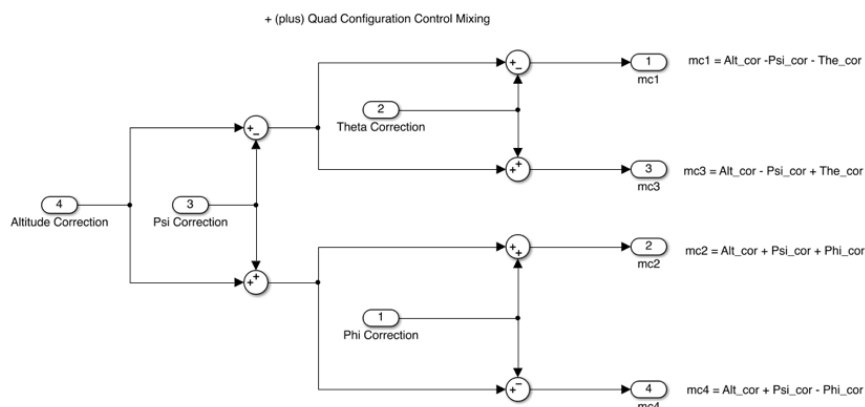 + (plus) Quad Configuration Control Mixing
1
mc1
mc1 = Alt_cor -Psi_cor - The_cor
2
Theta Correction
3
mc3
mc3 = Alt_cor - Psi_cor + The_cor
4
Altitude Correction
3
Psi Correction
2
mc2
mc2 = Alt_cor + Psi_cor + Phi_cor
1
Phi Correction
4
mc4
mc4 = Alt_cor + Psi_cor - Phi_cor